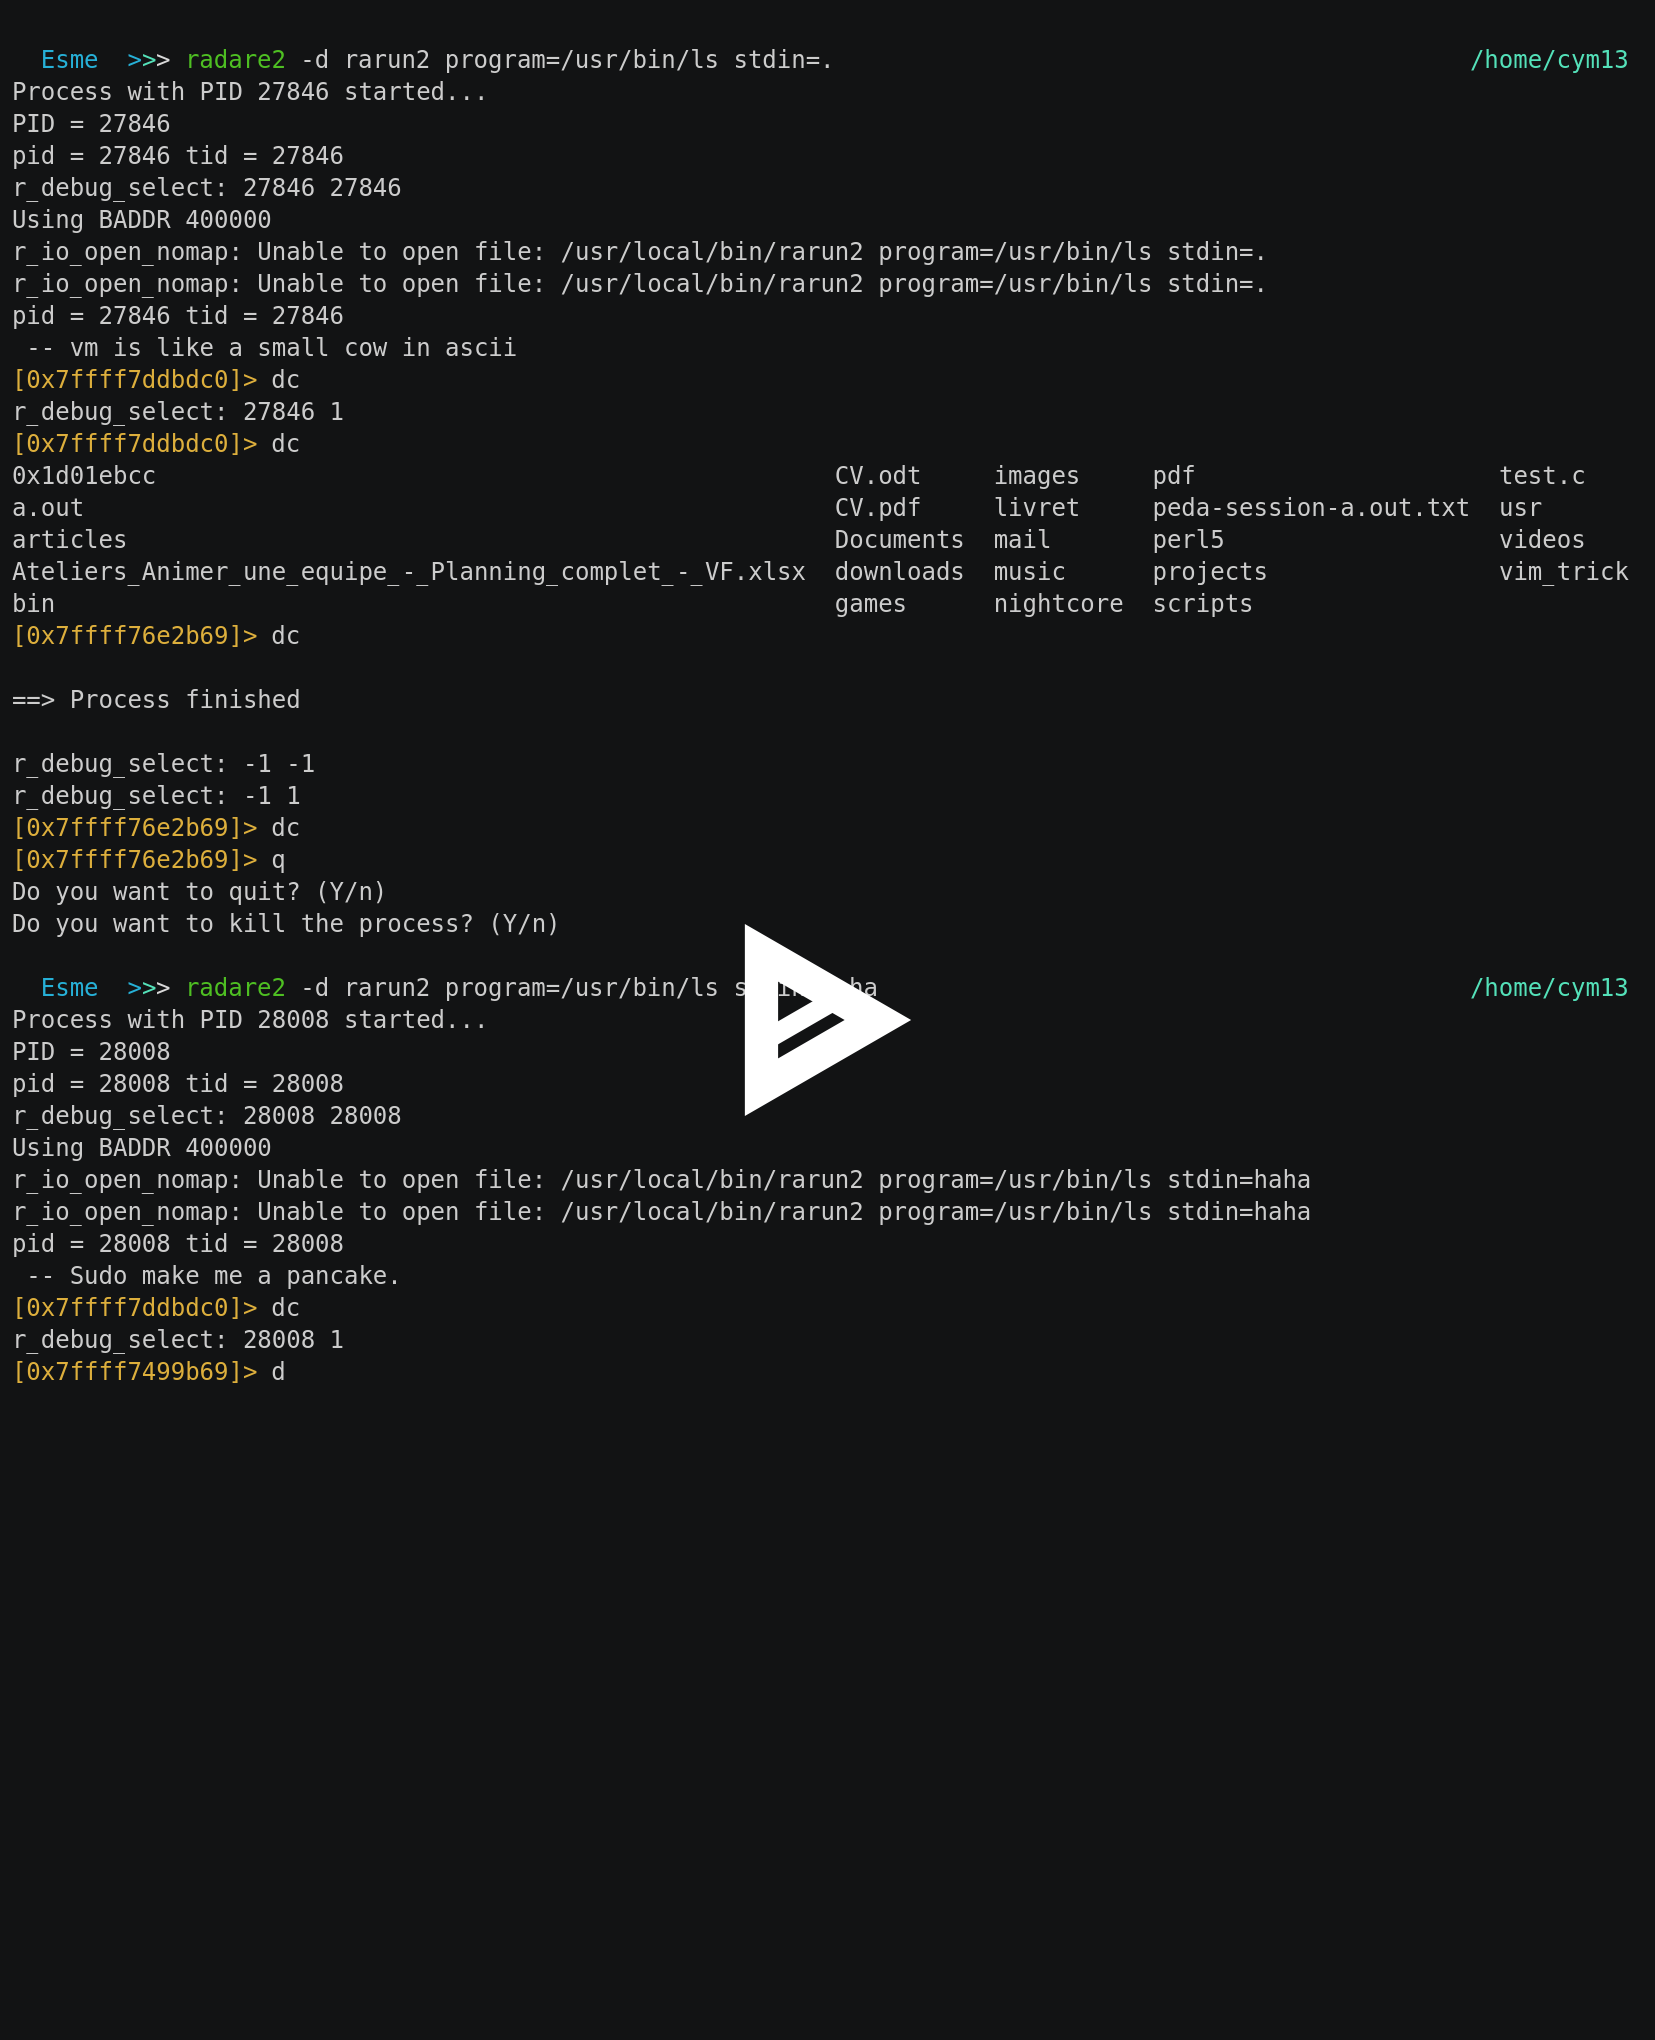 Esme >>> radare2 -d rarun2 program=/usr/bin/ls stdin=. /home/cym13
Process with PID 27846 started...
PID = 27846
pid = 27846 tid = 27846
r_debug_select: 27846 27846
Using BADDR 400000
r_io_open_nomap: Unable to open file: /usr/local/bin/rarun2 program=/usr/bin/ls stdin=.
r_io_open_nomap: Unable to open file: /usr/local/bin/rarun2 program=/usr/bin/ls stdin=.
pid = 27846 tid = 27846
-- vm is like a small cow in ascii
[0x7ffff7ddbdc0]> dc
r_debug_select: 27846 1
[0x7ffff7ddbdc0]> dc
0x1d01ebcc CV.odt images pdf test.c
a.out CV.pdf livret peda-session-a.out.txt usr
articles Documents mail perl5 videos
Ateliers_Animer_une_equipe_-_Planning_complet_-_VF.xlsx downloads music projects vim_trick
bin games nightcore scripts
[0x7ffff76e2b69]> dc
==> Process finished
r_debug_select: -1 -1
r_debug_select: -1 1
[0x7ffff76e2b69]> dc
[0x7ffff76e2b69]> q
Do you want to quit? (Y/n)
Do you want to kill the process? (Y/n)
Esme >>> radare2 -d rarun2 program=/usr/bin/ls /home/cym13
Process with PID 28008 started...
PID = 28008
pid = 28008 tid = 28008
r_debug_select: 28008 28008
Using BADDR 400000
r_io_open_nomap: Unable to open file: /usr/local/bin/rarun2 program=/usr/bin/ls stdin=haha
r_io_open_nomap: Unable to open file: /usr/local/bin/rarun2 program=/usr/bin/ls stdin=haha
pid = 28008 tid = 28008
-- Sudo make me a pancake.
[0x7ffff7ddbdc0]> dc
r_debug_select: 28008 1
[0x7ffff7499b69]> d